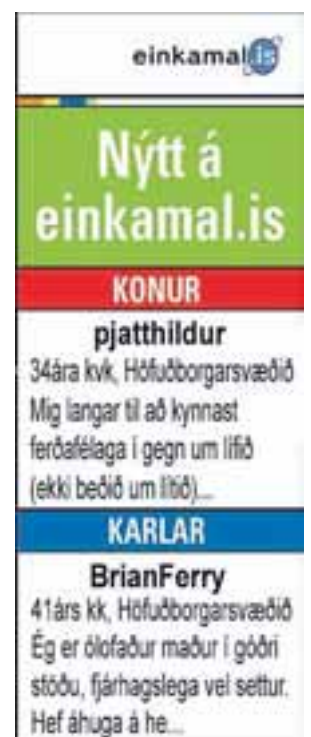 einkamal.is
Nýtt á
einkamal.is
KONUR
pjatthildur
34ára kvk, Höfuðborgarsvæðið
Mig langar til að kynnast
ferðafélaga í gegn um lífið
(ekki beðið um lítið)...
KARLAR
BrianFerry
41árs kk, Höfuðborgarsvæðið
Ég er ólofaður maður í góðri
stöðu, fjárhagslega vel settur.
Hef áhuga á he...